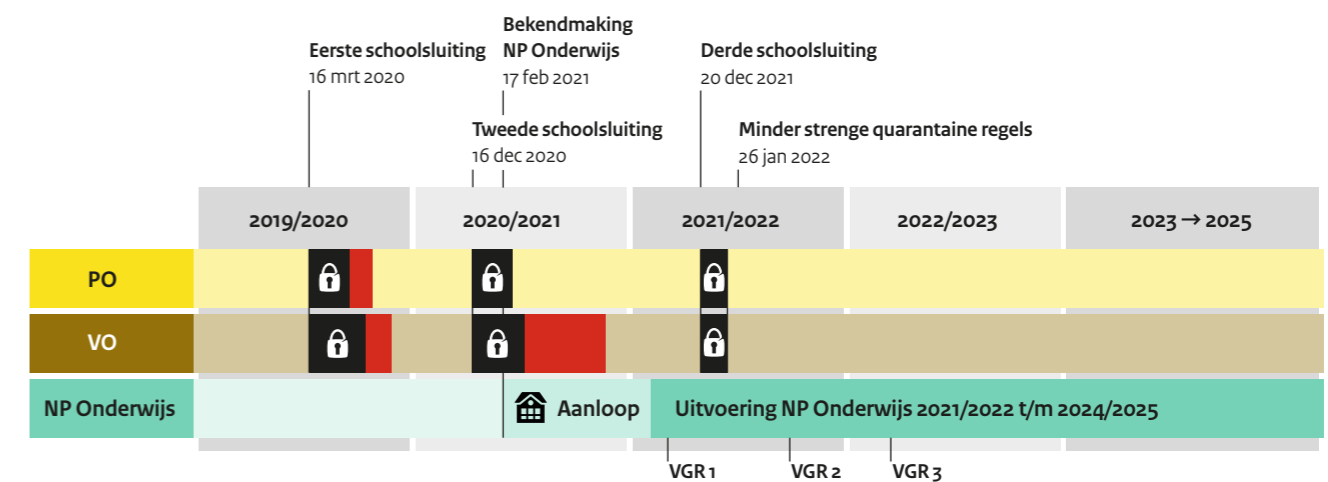 Bekendmaking
NP Onderwijs
17 feb 2021
Eerste schoolsluiting
16 mrt 2020
Derde schoolsluiting
20 dec 2021
Tweede schoolsluiting
16 dec 2020
Minder strenge quarantaine regels
26 jan 2022
2019/2020
2020/2021
2021/2022
2022/2023
2023 → 2025
PO
VO
NP Onderwijs
Aanloop
Uitvoering NP Onderwijs 2021/2022 t/m 2024/2025
VGR 1
VGR 2
VGR 3